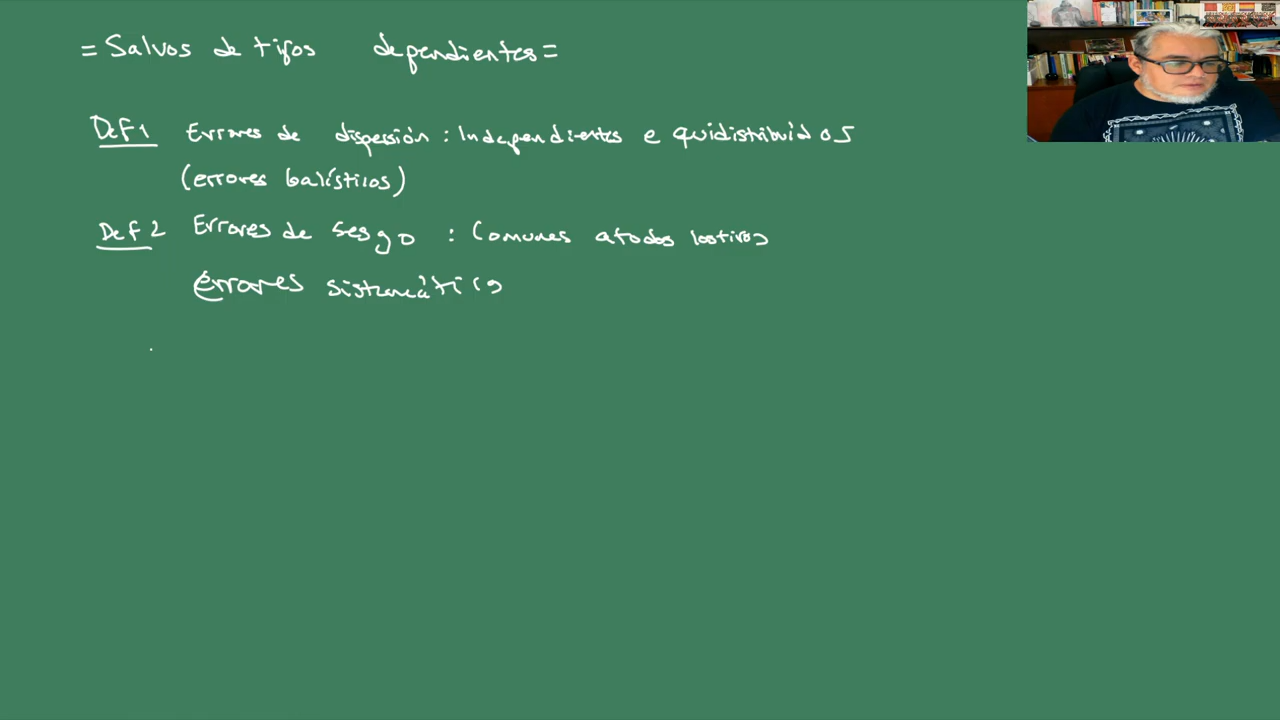 = Salvos de tiros dependientes =
Def 1 Errores de dispersión : Independientes e quidistribuidos
(errores balísticos)
Def 2 Errores de sesgo : Comunes a todos los tiros
errores sistemático